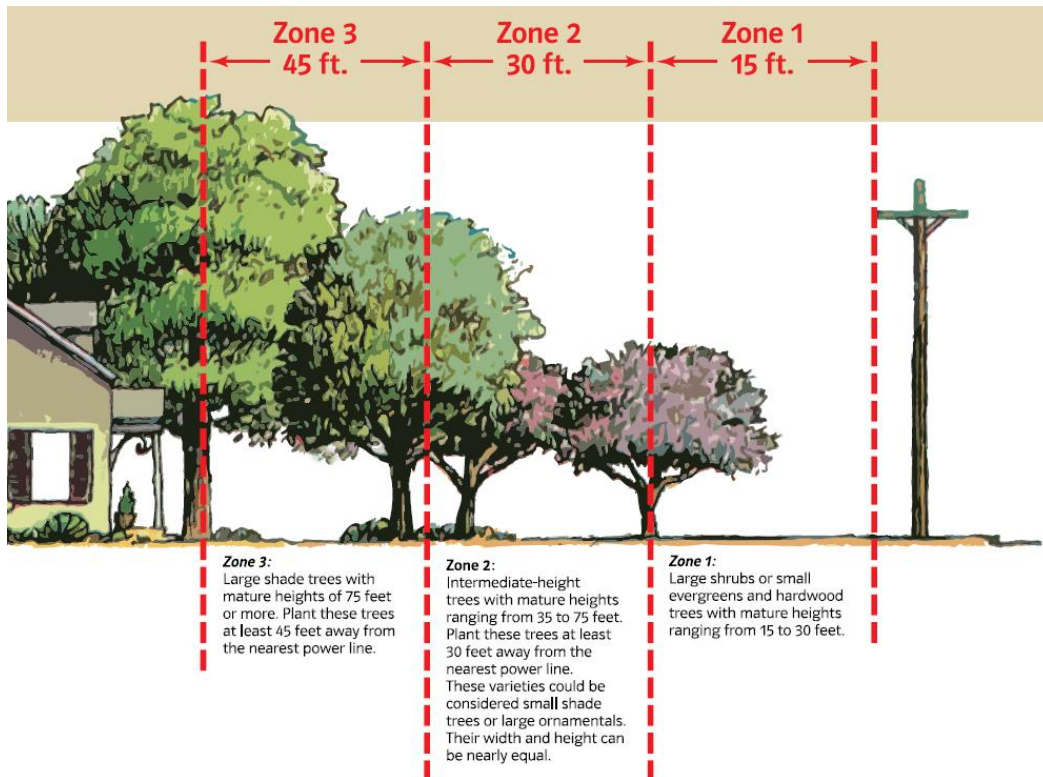 Zone 3
45 ft.
Zone 2
30 ft.
Zone 1
15 ft.
Zone 3:
Large shade trees with
mature heights of 75 feet
or more. Plant these trees
at least 45 feet away from
the nearest power line.
Zone 2:
Intermediate-height
trees with mature heights
ranging from 35 to 75 feet.
Plant these trees at least
30 feet away from the
nearest power line.
These varieties could be
considered small shade
trees or large ornamentals.
Their width and height can
be nearly equal.
Zone 1:
Large shrubs or small
evergreens and hardwood
trees with mature heights
ranging from 15 to 30 feet.